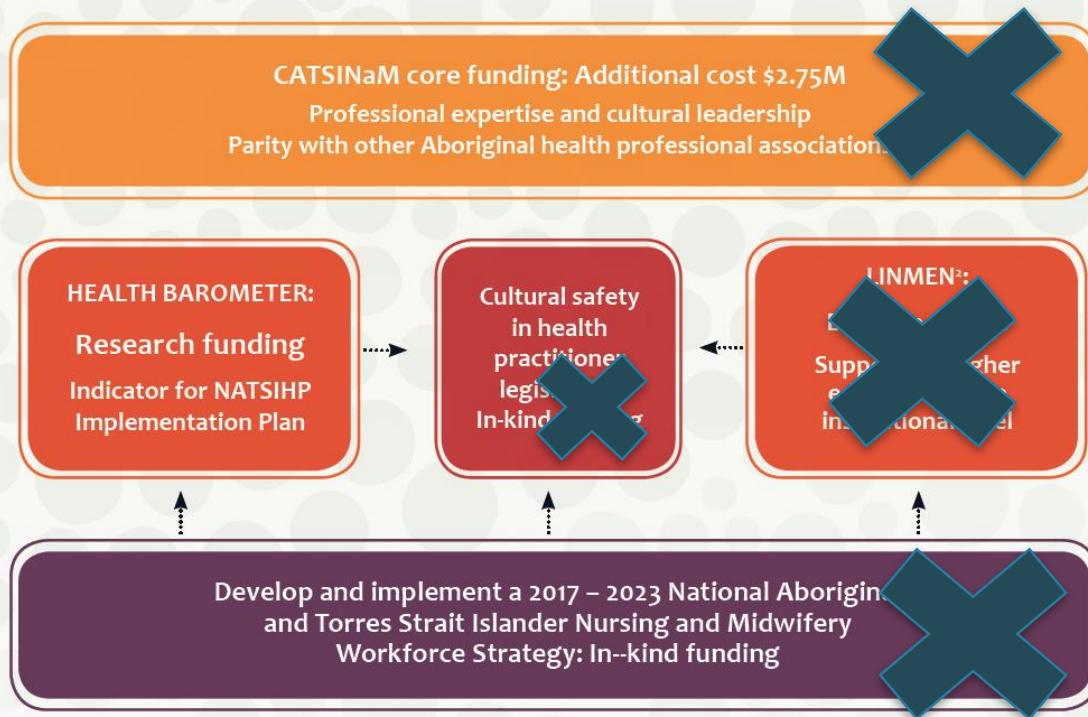 CATSINaM core funding: Additional cost $2.75M
Professional expertise and cultural leadership
Parity with other Aboriginal health professional associations
HEALTH BAROMETER:
Research funding
Indicator for NATSIHP
Implementation Plan
Cultural safety
in health
practitioner
In-kind
LINMEN²:
Develop and implement a 2017 – 2023 National
and Torres Strait Islander Nursing and Midwifery
Workforce Strategy: In--kind funding